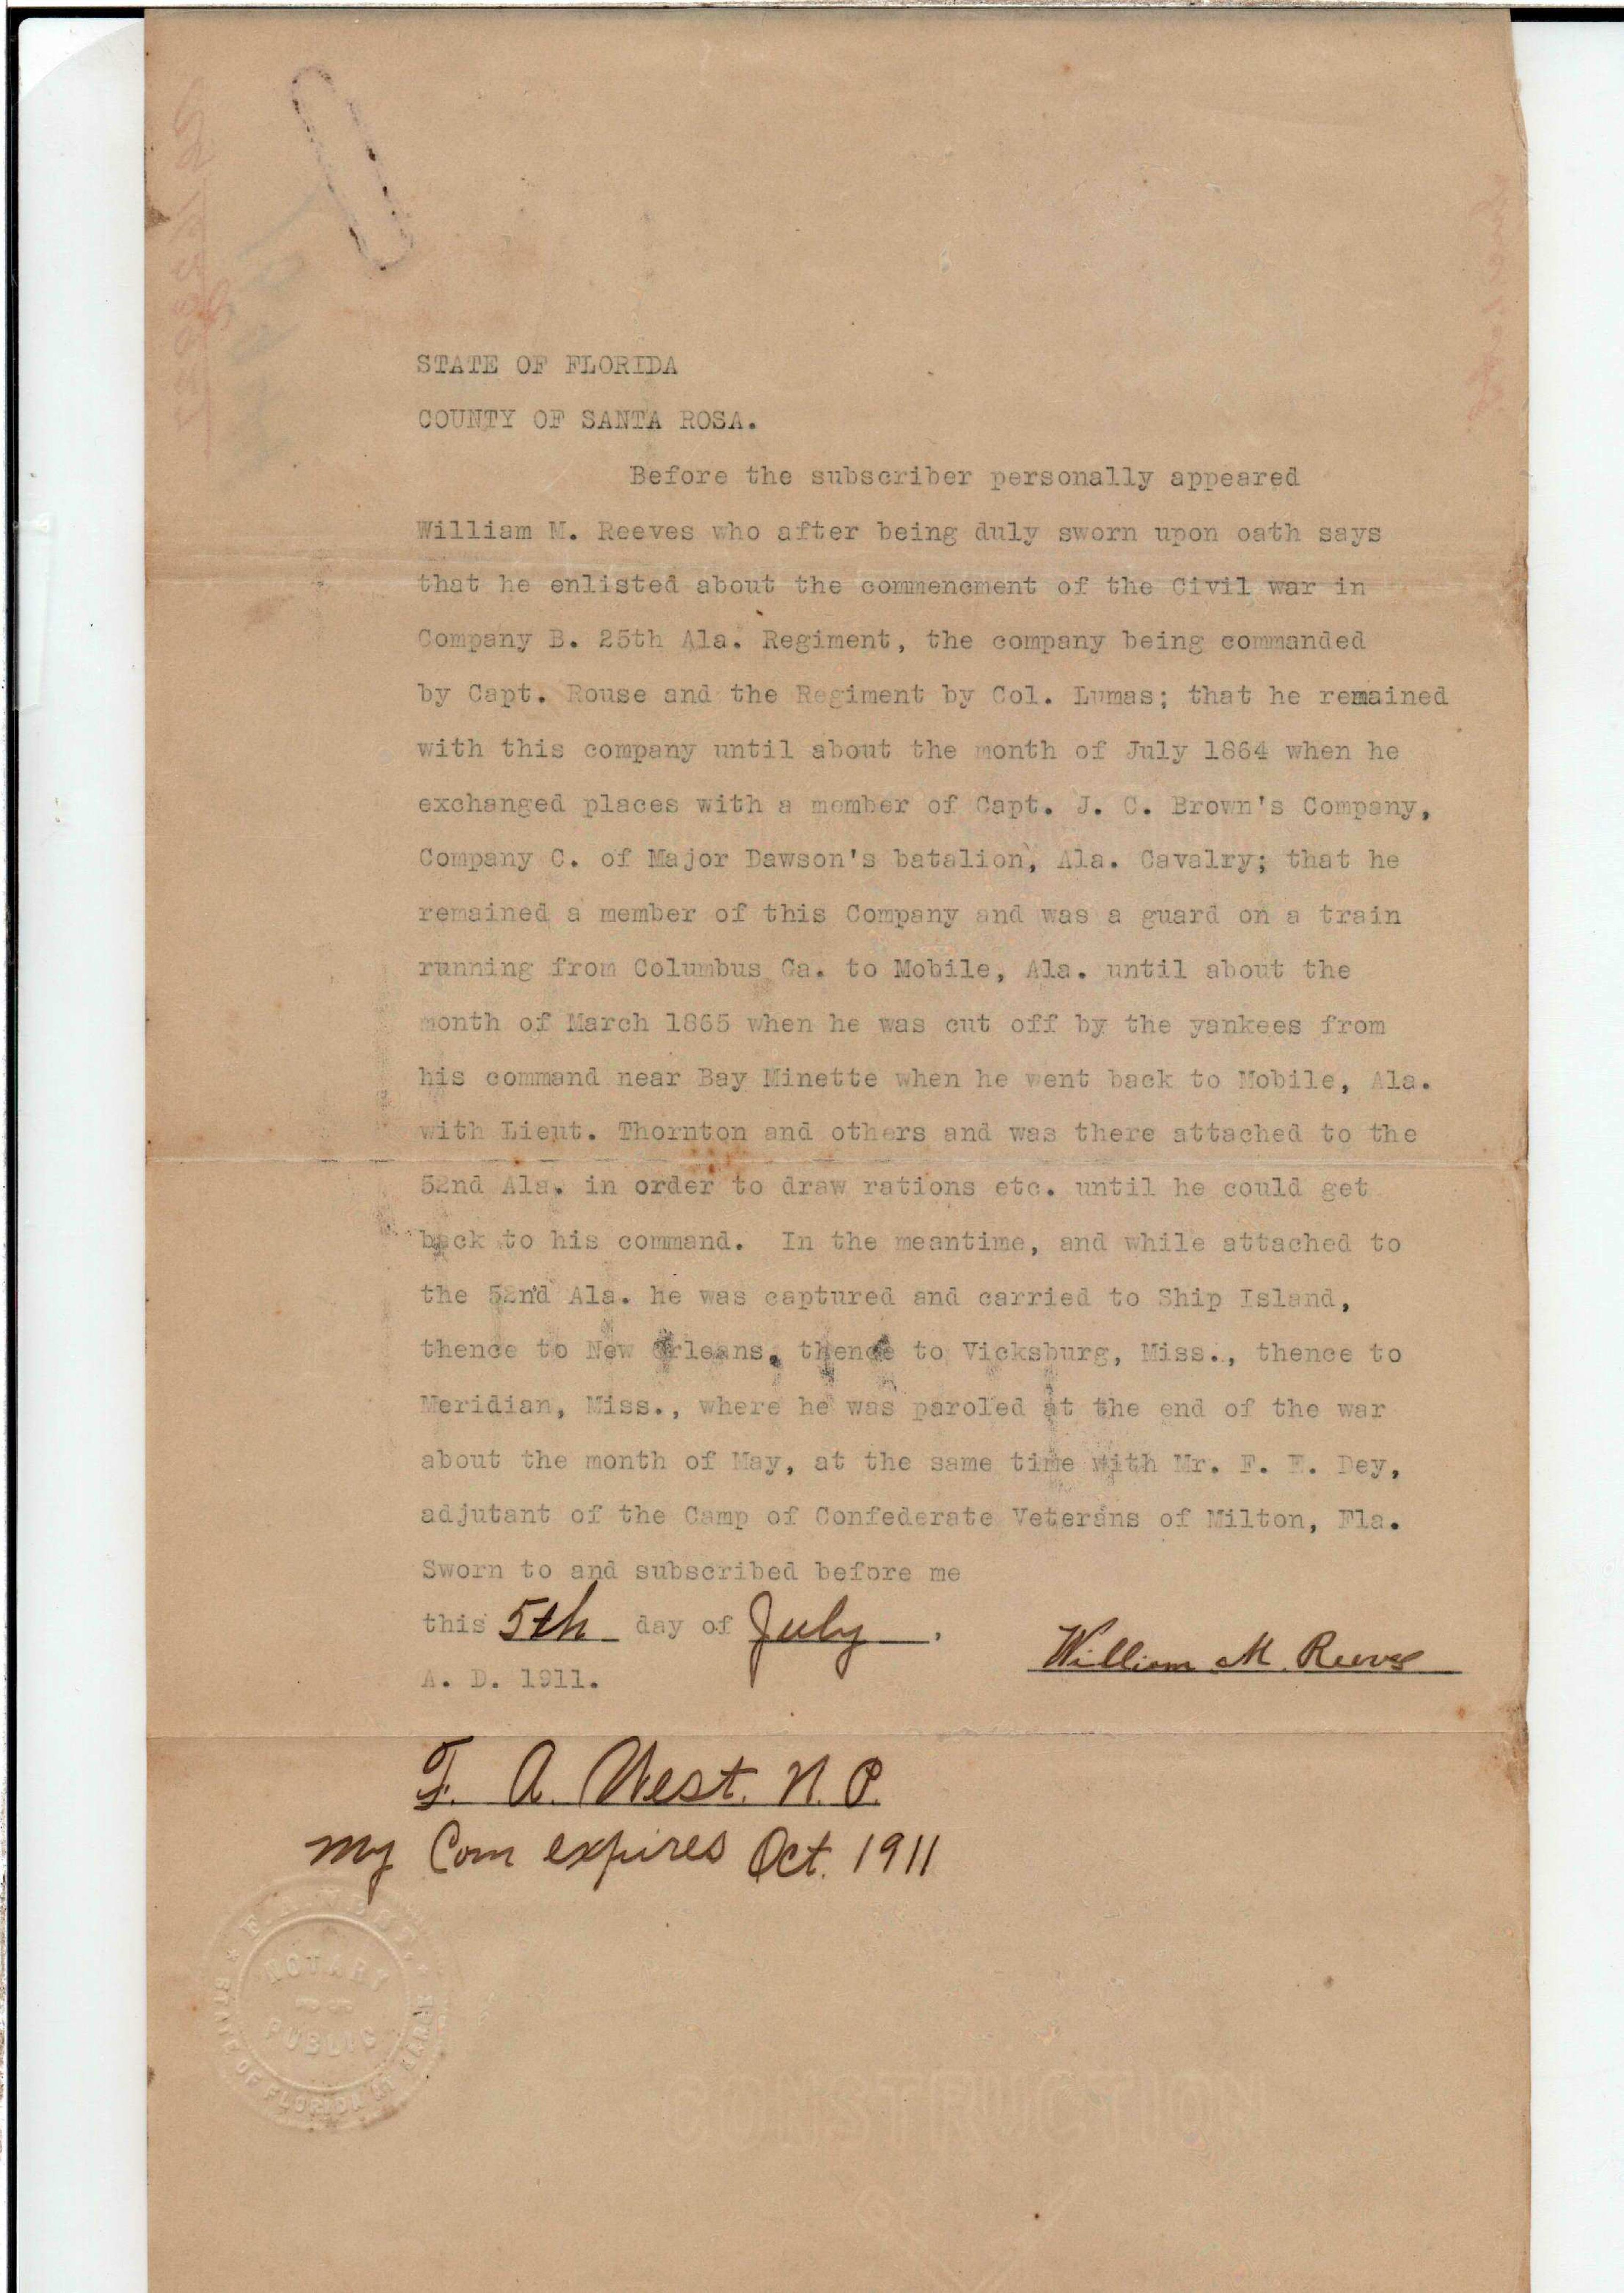 STATE OF FLORIDA
COUNTY OF SANTA ROSA.
Before the subscriber personally appeared
William M. Reeves who after being duly sworn upon oath says
that he enlisted about the commencment of the Civil war in
Company B. 25th Ala. Regiment, the company being commanded
by Capt. Rouse and the Regiment by Col. Lumas; that he remained
with this company until about the month of July 1864 when he
exchanged places with a member of Capt. J. C. Brown's Company,
Company C. of Major Dawson's batalion, Ala. Cavalry; that he
remained a member of this Company and was a guard on a train
running from Columbus Ga. to Mobile, Ala. until about the
month of March 1865 when he was cut off by the yankees from
his command near Bay Minette when he went back to Mobile, Ala.
with Lieut. Thornton and others and was there attached to the
52nd Ala. in order to draw rations etc. until he could get
back to his command. In the meantime, and while attached to
the 52nd Ala. he was captured and carried to Ship Island,
thence to New Orleans, thence to Vicksburg, Miss., thence to
Meridian, Miss., where he was paroled at the end of the war
about the month of May, at the same time with Mr. F. E. Dey,
adjutant of the Camp of Confederate Veterans of Milton, Fla.
Sworn to and subscribed before me
this 5th day of July.
William M. Reeves
A. D. 1911.
F. A. West. N. P.
My Com expires Oct. 1911
F. A. WEST
NOTARY
PUBLIC
STATE OF FLORIDA AT LARGE
CONSTRUCTION